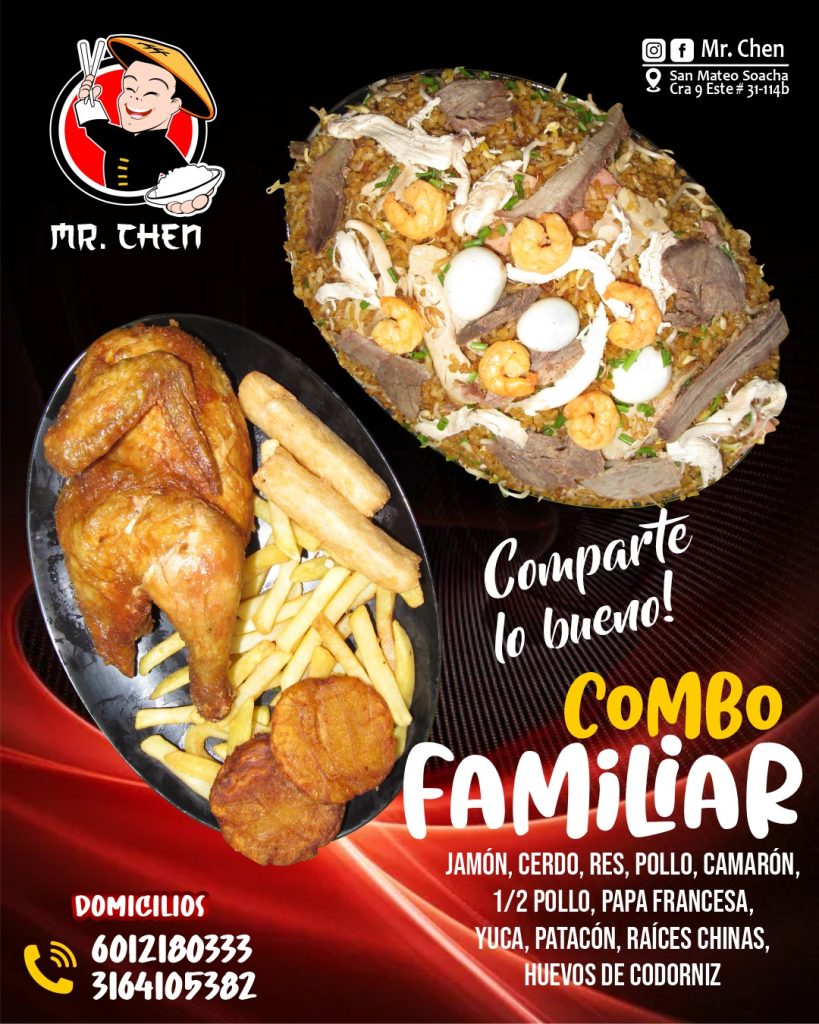 MR. CHEN
Mr. Chen
San Mateo Soacha
Cra 9 Este # 31-114b
Comparte
lo bueno!
COMBO
FAMILIAR
JAMÓN, CERDO, RES, POLLO, CAMARÓN,
1/2 POLLO, PAPA FRANCESA,
YUCA, PATACÓN, RAÍCES CHINAS,
HUEVOS DE CODORNIZ
DOMICILIOS
6012180333
3164105382